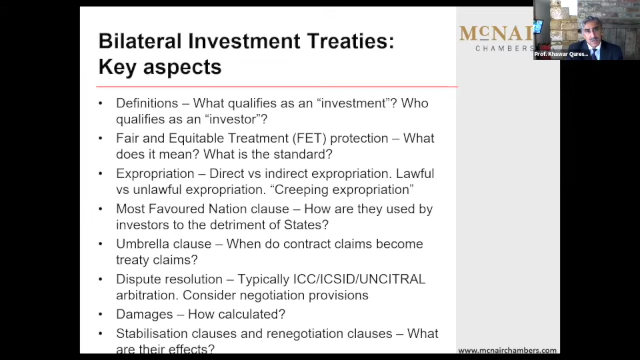 Bilateral Investment Treaties:
Key aspects
McNAI
CHAMBERS
Prof. Khawar Qures...
• Definitions – What qualifies as an “investment”? Who
qualifies as an “investor”?
• Fair and Equitable Treatment (FET) protection – What
does it mean? What is the standard?
• Expropriation – Direct vs indirect expropriation. Lawful
vs unlawful expropriation. “Creeping expropriation”
• Most Favoured Nation clause – How are they used by
investors to the detriment of States?
• Umbrella clause – When do contract claims become
treaty claims?
• Dispute resolution – Typically ICC/ICSID/UNCITRAL
arbitration. Consider negotiation provisions
• Damages – How calculated?
• Stabilisation clauses and renegotiation clauses – What
are their effects?
www.mcnairchambers.com